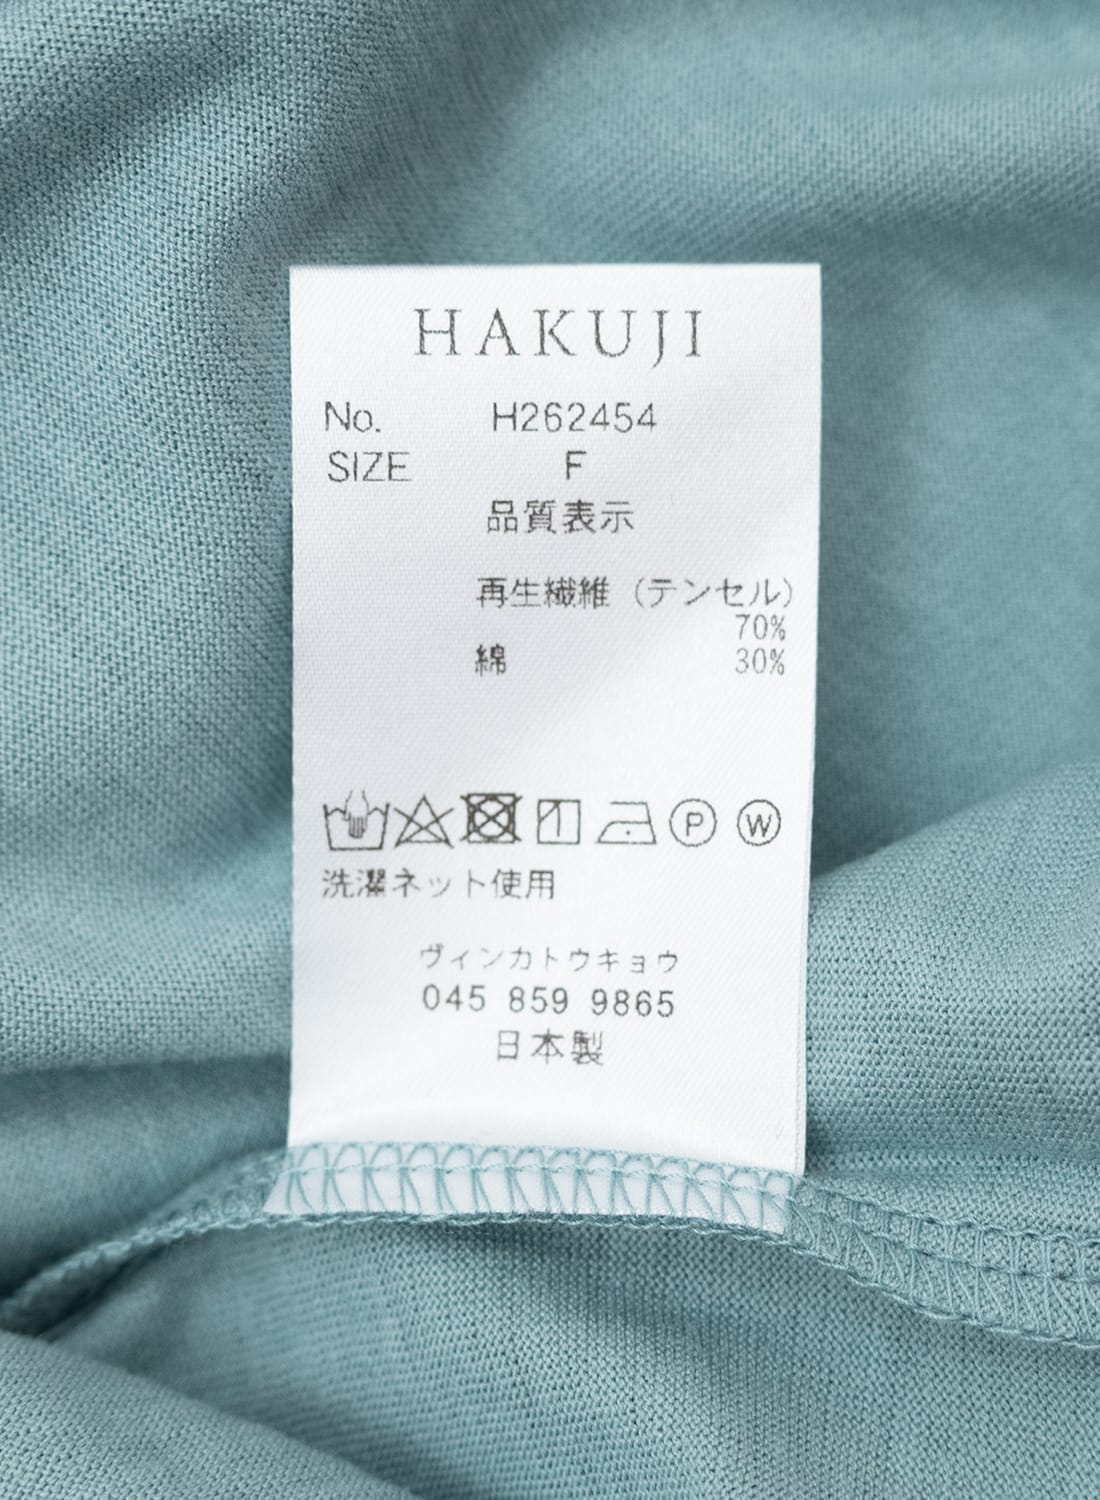 HAKUJI
No. H262454
SIZE F
品質表示
再生繊維（テンセル）
70%
綿 30%
P W
洗濯ネット使用
ヴィンカトウキョウ
045 859 9865
日本製